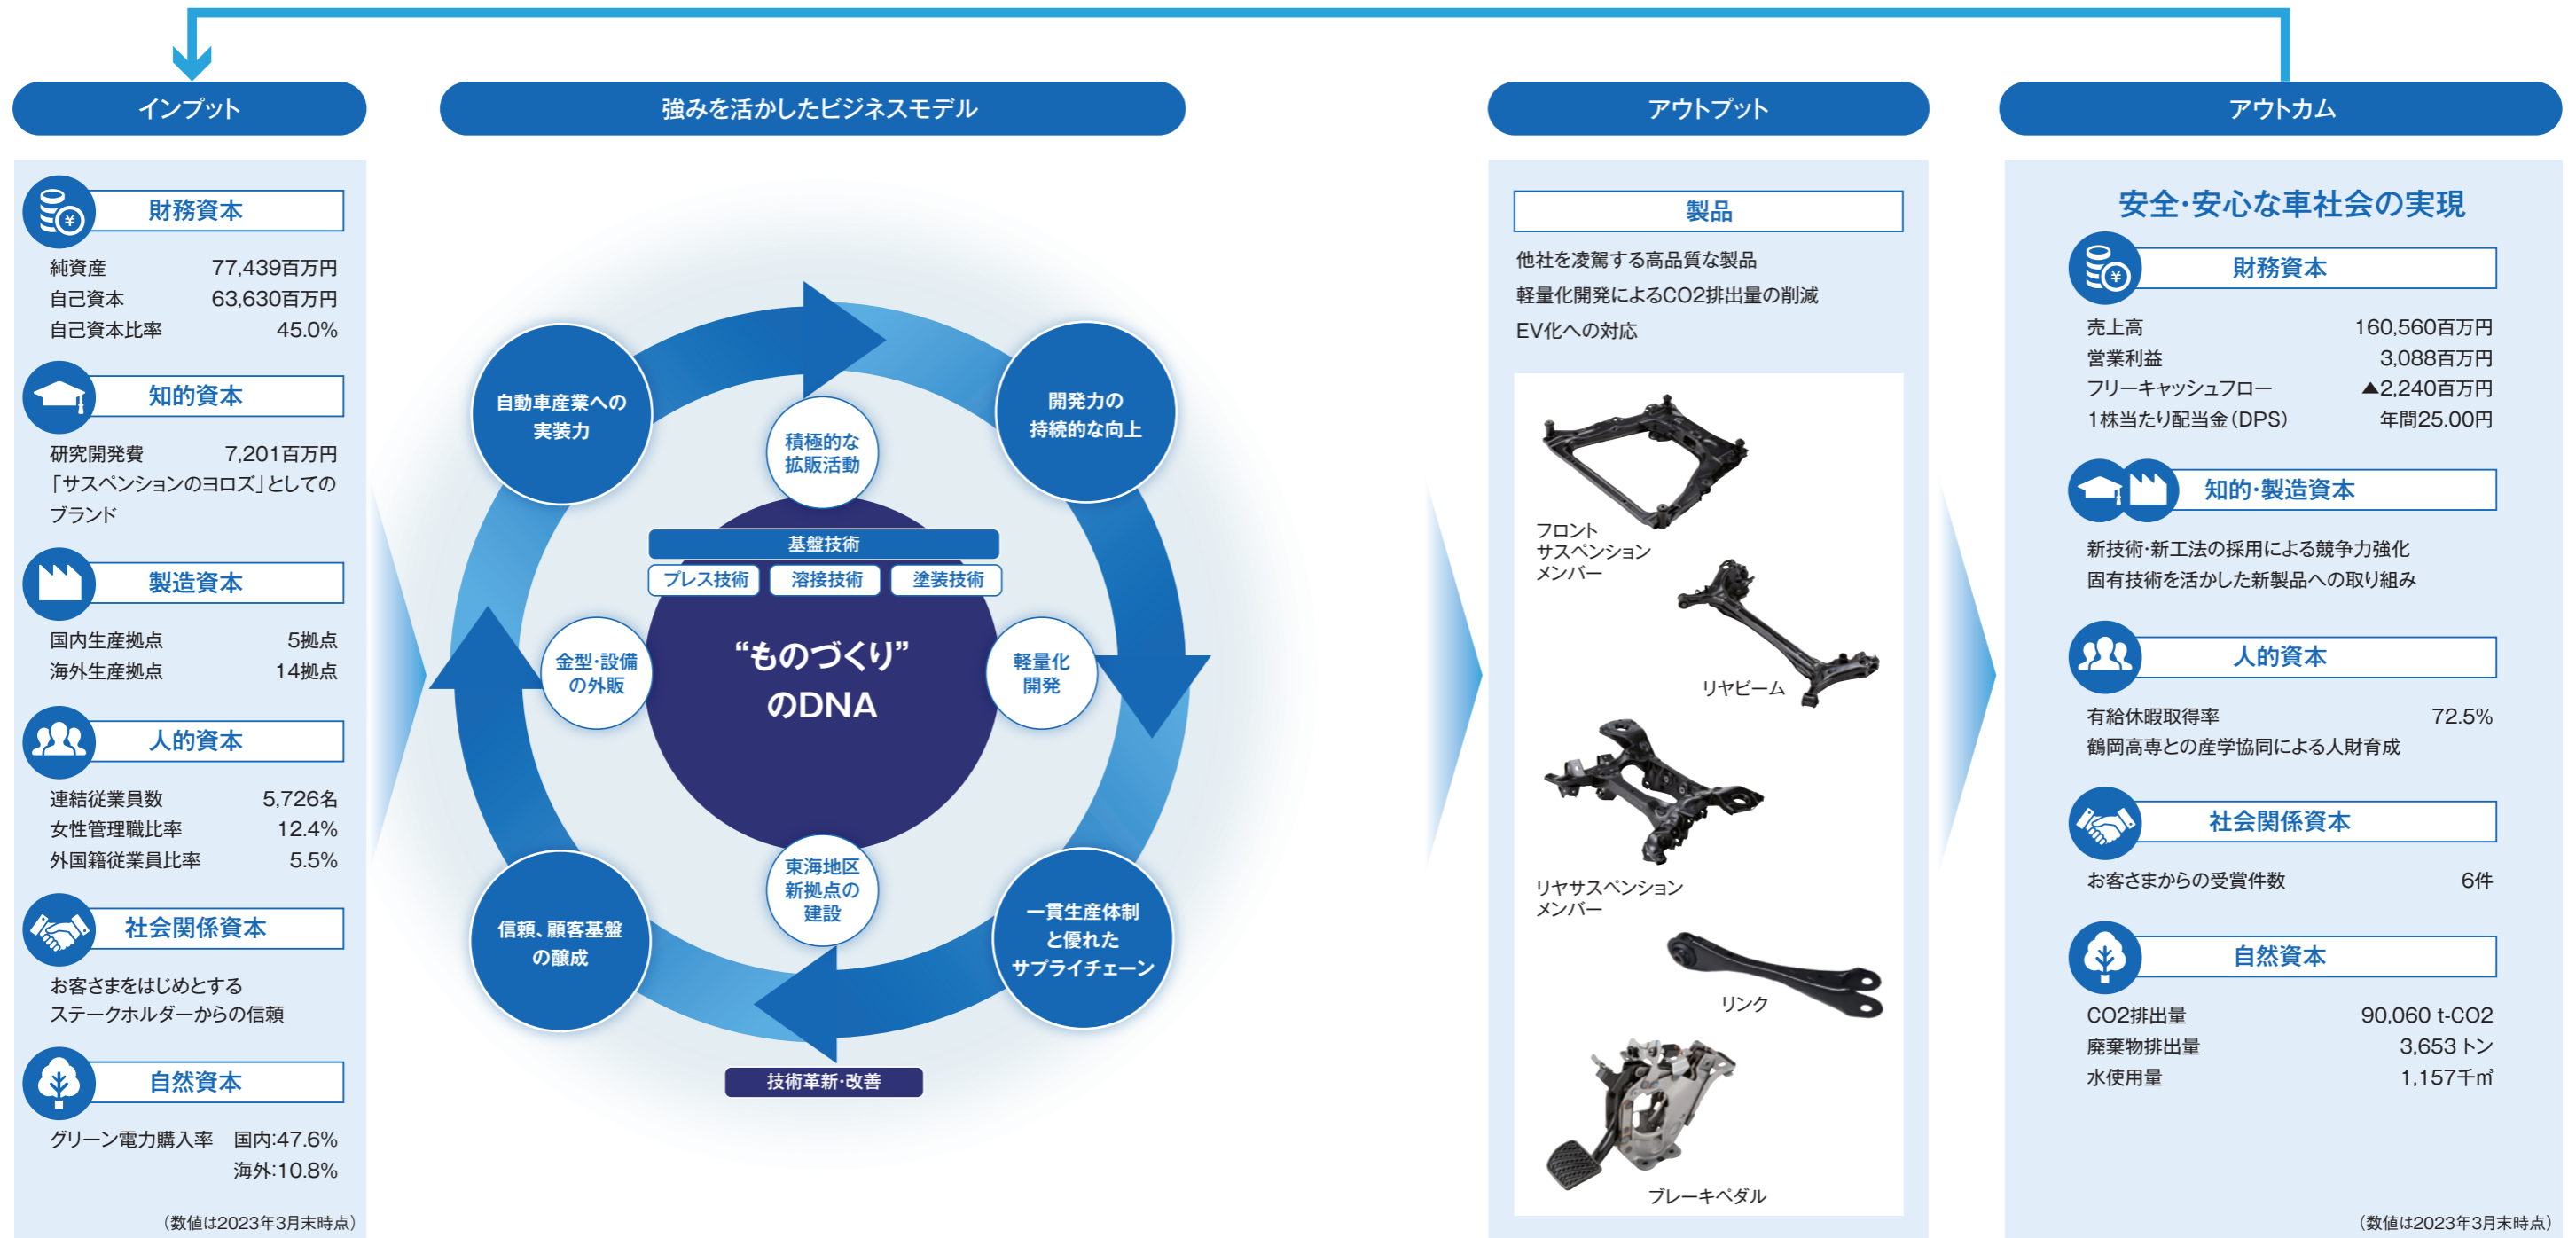 インプット
財務資本
純資産 77,439百万円
自己資本 63,630百万円
自己資本比率 45.0%
知的資本
研究開発費 7,201百万円
「サスペンションのヨロズ」としての
ブランド
製造資本
国内生産拠点 5拠点
海外生産拠点 14拠点
人的資本
連結従業員数 5,726名
女性管理職比率 12.4%
外国籍従業員比率 5.5%
社会関係資本
お客さまをはじめとする
ステークホルダーからの信頼
自然資本
グリーン電力購入率 国内:47.6%
海外:10.8%
（数値は2023年3月末時点）
強みを活かしたビジネスモデル
自動車産業への
実装力
開発力の
持続的な向上
積極的な
拡販活動
基盤技術
プレス技術 溶接技術 塗装技術
“ものづくり”
のDNA
金型・設備
の外販
軽量化
開発
東海地区
新拠点の
建設
信頼、顧客基盤
の醸成
一貫生産体制
と優れた
サプライチェーン
技術革新・改善
アウトプット
製品
他社を凌駕する高品質な製品
軽量化開発によるCO2排出量の削減
EV化への対応
フロント
サスペンション
メンバー
リヤビーム
リヤサスペンション
メンバー
リンク
ブレーキペダル
アウトカム
安全・安心な車社会の実現
財務資本
売上高 160,560百万円
営業利益 3,088百万円
フリーキャッシュフロー ▲2,240百万円
1株当たり配当金（DPS） 年間25.00円
知的・製造資本
新技術・新工法の採用による競争力強化
固有技術を活かした新製品への取り組み
人的資本
有給休暇取得率 72.5%
鶴岡高専との産学協同による人財育成
社会関係資本
お客さまからの受賞件数 6件
自然資本
CO2排出量 90,060 t-CO2
廃棄物排出量 3,653 トン
水使用量 1,157千㎥
（数値は2023年3月末時点）